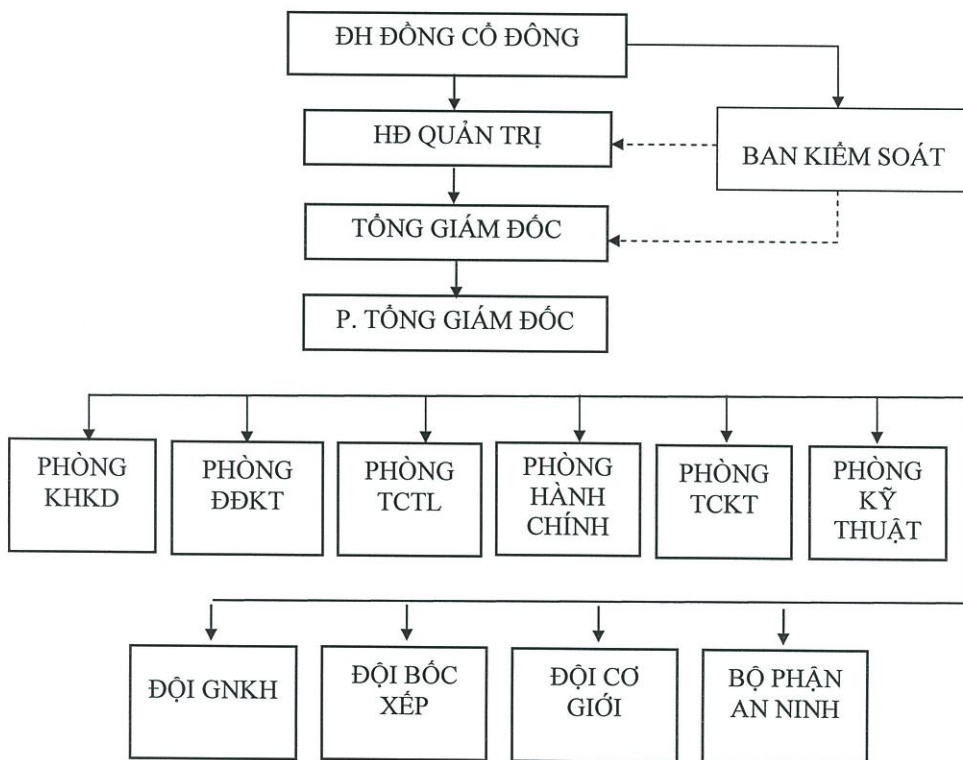 ĐH ĐỒNG CỔ ĐÔNG
HĐ QUẢN TRỊ
BAN KIỂM SOÁT
TỔNG GIÁM ĐỐC
P. TỔNG GIÁM ĐỐC
PHÒNG
KHKD
PHÒNG
ĐĐKT
PHÒNG
TCTL
PHÒNG
HÀNH
CHÍNH
PHÒNG
TCKT
PHÒNG
KỸ
THUẬT
ĐỘI GNKH
ĐỘI BỐC
XẾP
ĐỘI CƠ
GIỚI
BỘ PHẬN
AN NINH